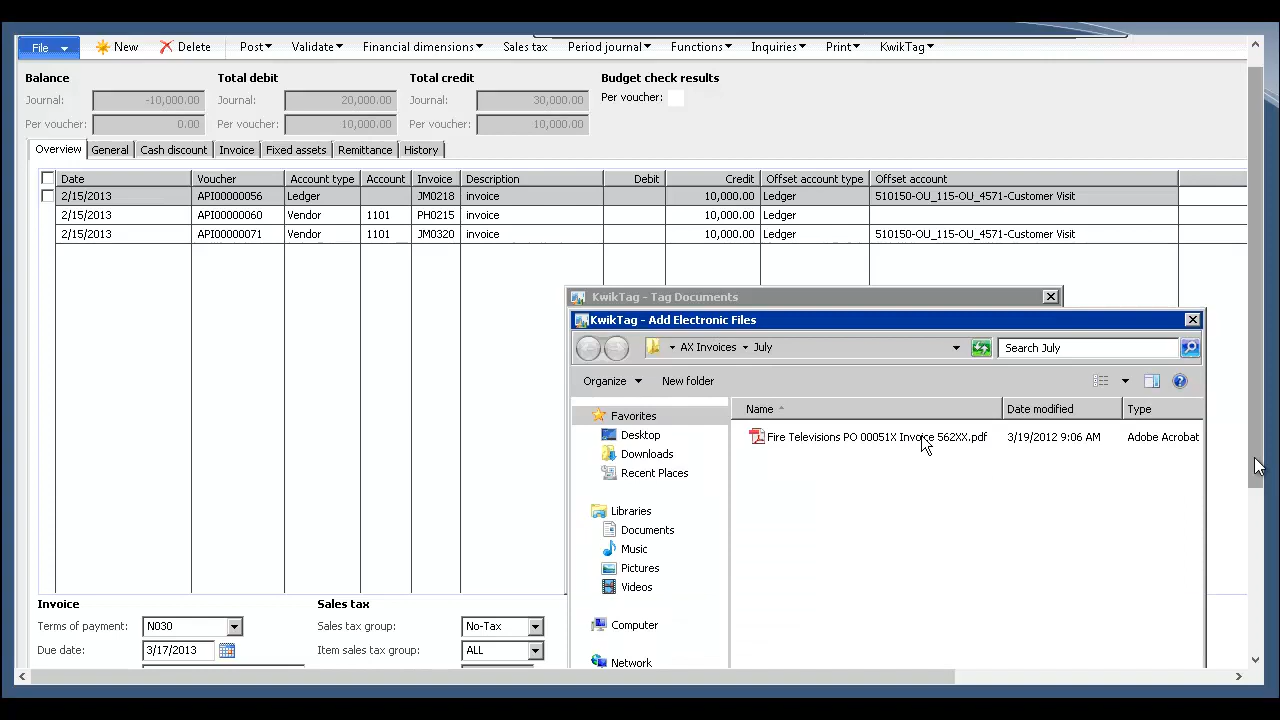 File New Delete Post Validate Financial dimensions Sales tax Period journal Functions Inquiries Print KwikTag
Balance Total debit Total credit Budget check results
Journal: -10,000.00 Journal: 20,000.00 Journal: 30,000.00 Per voucher:
Per voucher: 0.00 Per voucher: 10,000.00 Per voucher: 10,000.00
Overview General Cash discount Invoice Fixed assets Remittance History
Date Voucher Account type Account Invoice Description Debit Credit Offset account type Offset account
2/15/2013 API00000056 Ledger JM0218 invoice 10,000.00 Ledger 510150-OU_115-OU_4571-Customer Visit
2/15/2013 API00000060 Vendor 1101 PH0215 invoice 10,000.00 Ledger
2/15/2013 API00000071 Vendor 1101 JM0320 invoice 10,000.00 Ledger 510150-OU_115-OU_4571-Customer Visit
KwikTag - Tag Documents
KwikTag - Add Electronic Files
AX Invoices July Search July
Organize New folder
Name Date modified Type
Favorites
Fire Televisions PO 00051X Invoice 562XX.pdf 3/19/2012 9:06 AM Adobe Acrobat
Desktop
Downloads
Recent Places
Libraries
Documents
Music
Pictures
Videos
Computer
Network
Invoice Sales tax
Terms of payment: N030 Sales tax group: No-Tax
Due date: 3/17/2013 Item sales tax group: ALL